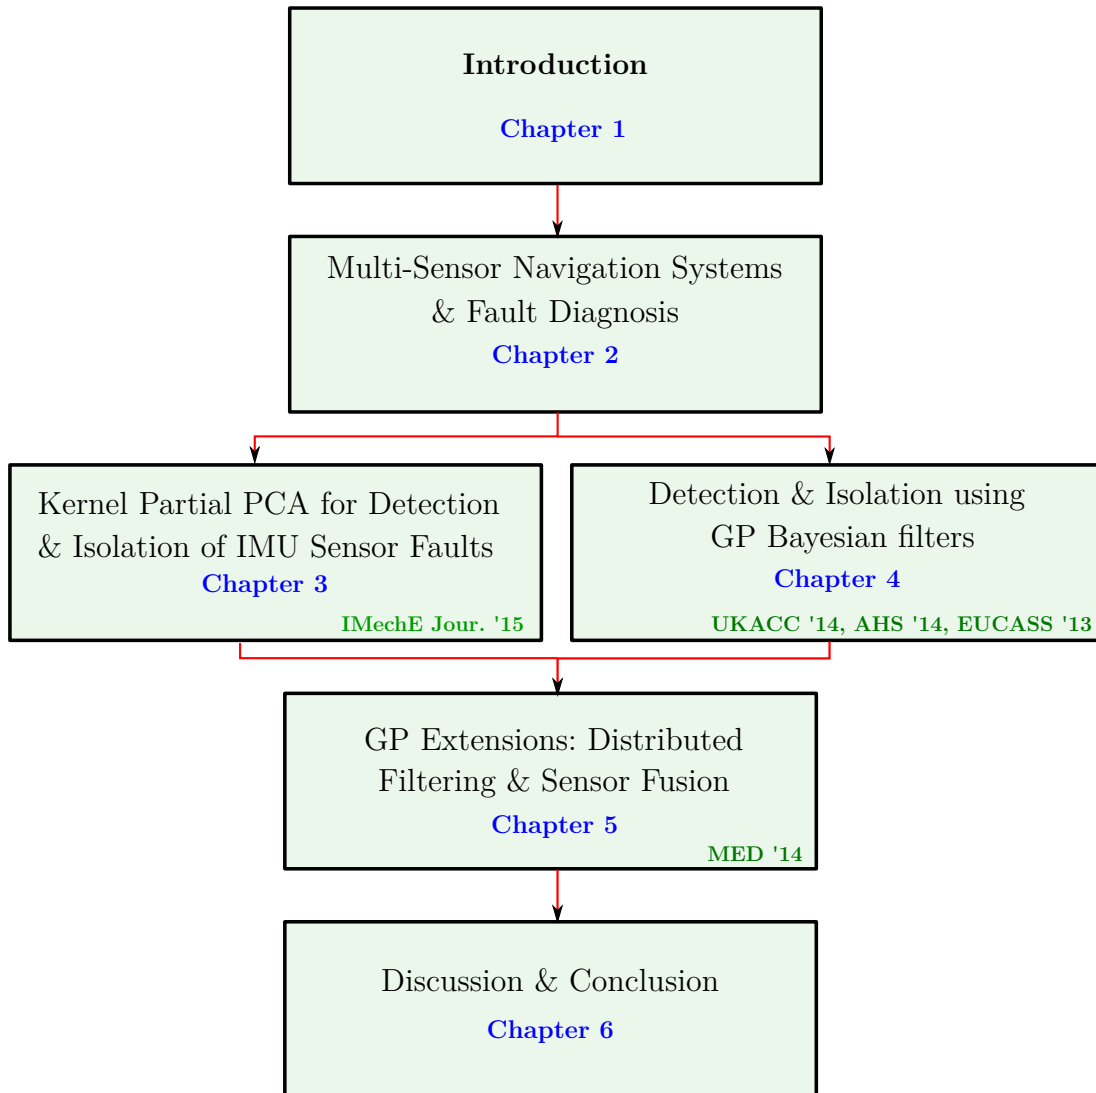 Introduction
Chapter 1
Multi-Sensor Navigation Systems
& Fault Diagnosis
Chapter 2
Kernel Partial PCA for Detection
& Isolation of IMU Sensor Faults
Chapter 3
IMechE Jour. '15
Detection & Isolation using
GP Bayesian filters
Chapter 4
UKACC '14, AHS '14, EUCASS '13
GP Extensions: Distributed
Filtering & Sensor Fusion
Chapter 5
MED '14
Discussion & Conclusion
Chapter 6